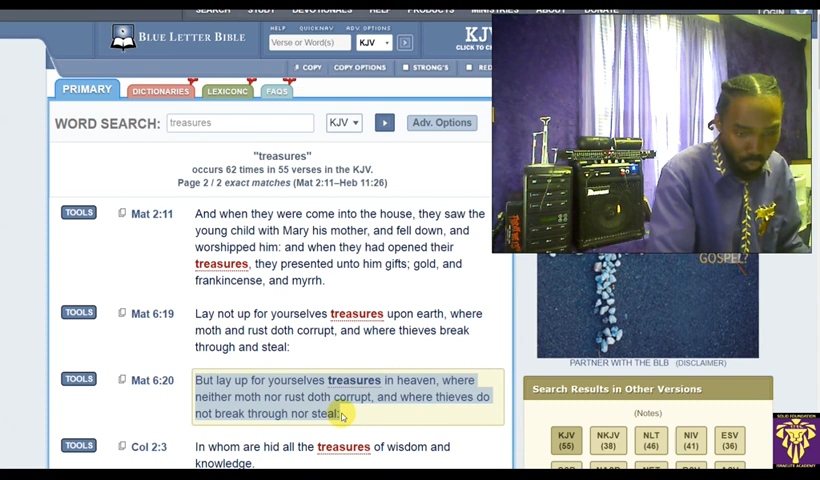 SEARCH STUDY DEVOTIONALS HELP PRODUCTS MINISTRIES ABOUT DONATE
LOGIN
BLUE LETTER BIBLE
HELP QUICKNAV ADV. OPTIONS
Verse or Word(s) KJV
KJV
CLICK TO
COPY COPY OPTIONS STRONG'S RED
PRIMARY DICTIONARIES LEXICONC FAQS
WORD SEARCH: treasures KJV Adv. Options
"treasures"
occurs 62 times in 55 verses in the KJV.
Page 2 / 2 exact matches (Mat 2:11–Heb 11:26)
TOOLS Mat 2:11 And when they were come into the house, they saw the
young child with Mary his mother, and fell down, and
worshipped him: and when they had opened their
treasures, they presented unto him gifts; gold, and
frankincense, and myrrh.
TOOLS Mat 6:19 Lay not up for yourselves treasures upon earth, where
moth and rust doth corrupt, and where thieves break
through and steal:
TOOLS Mat 6:20 But lay up for yourselves treasures in heaven, where
neither moth nor rust doth corrupt, and where thieves do
not break through nor steal:
TOOLS Col 2:3 In whom are hid all the treasures of wisdom and
knowledge.
GOSPEL?
PARTNER WITH THE BLB (DISCLAIMER)
Search Results in Other Versions
(Notes)
KJV (55) NKJV (38) NLT (46) NIV (41) ESV (36)
SOLID FOUNDATION
ISRAELITE ACADEMY